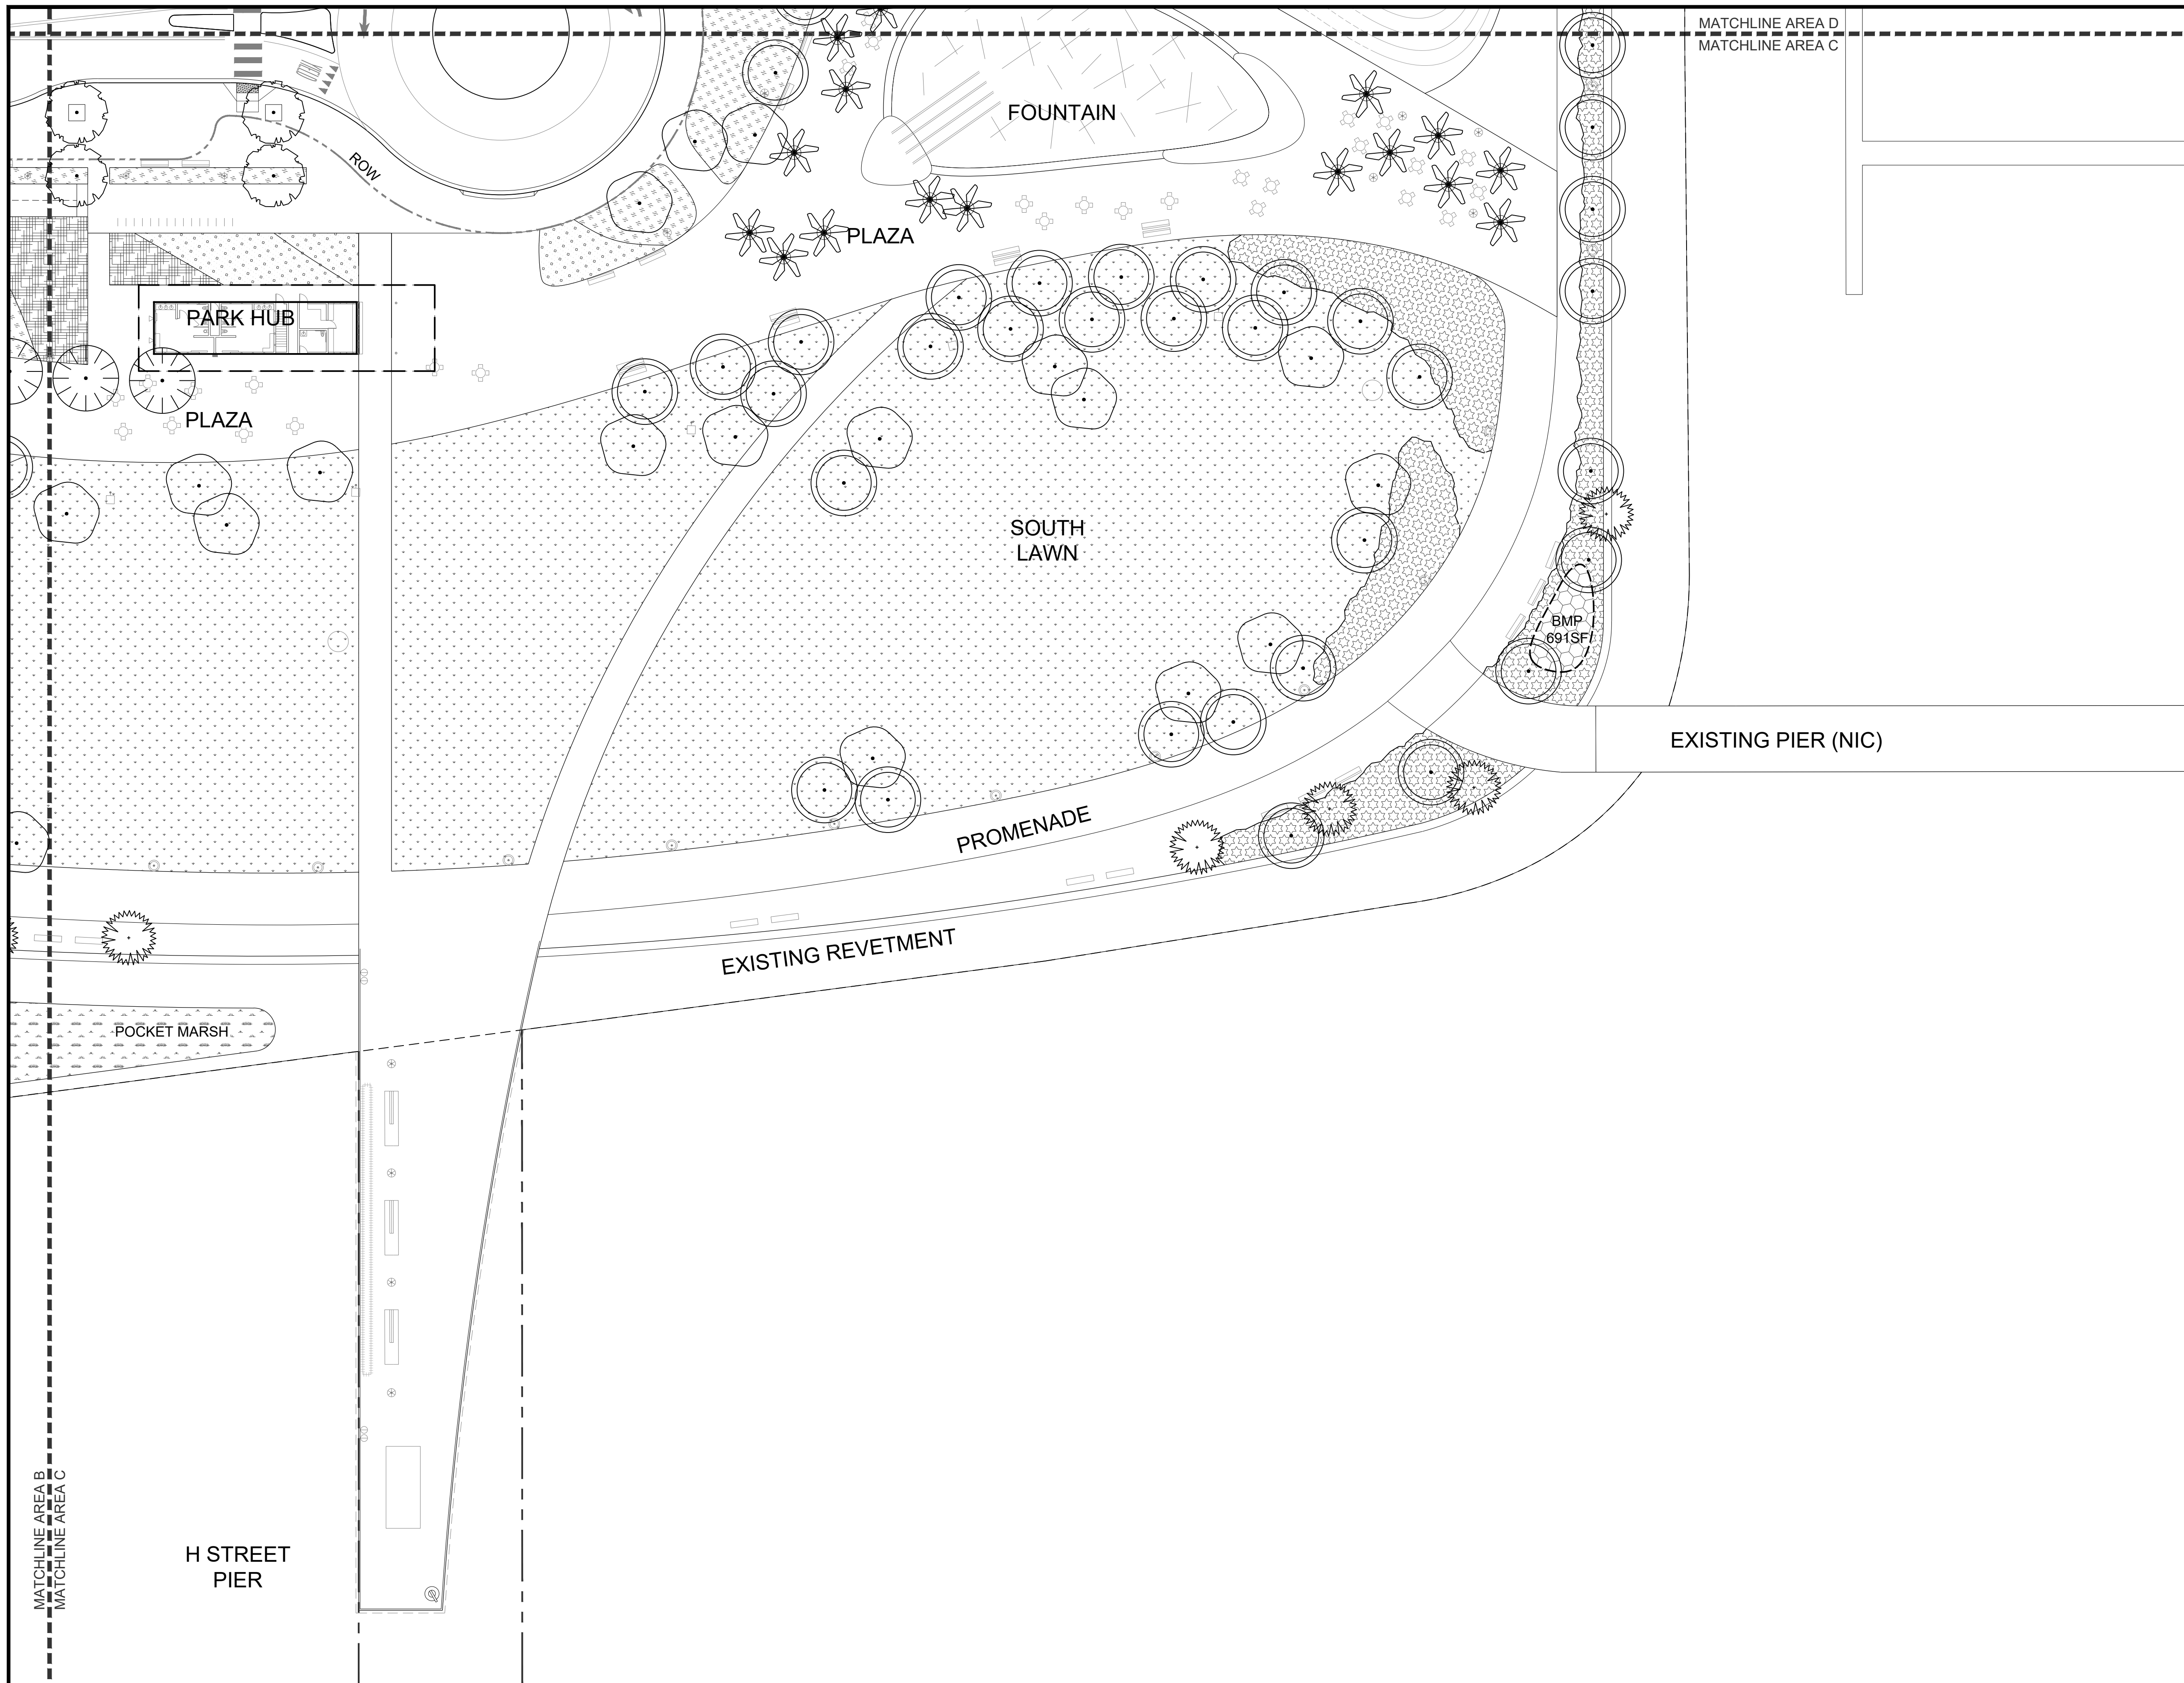 MATCHLINE AREA D
MATCHLINE AREA C
FOUNTAIN
ROW
PLAZA
PARK HUB
PLAZA
SOUTH
LAWN
BMP
691SF
EXISTING PIER (NIC)
PROMENADE
EXISTING REVETMENT
POCKET MARSH
MATCHLINE AREA B
MATCHLINE AREA C
H STREET
PIER